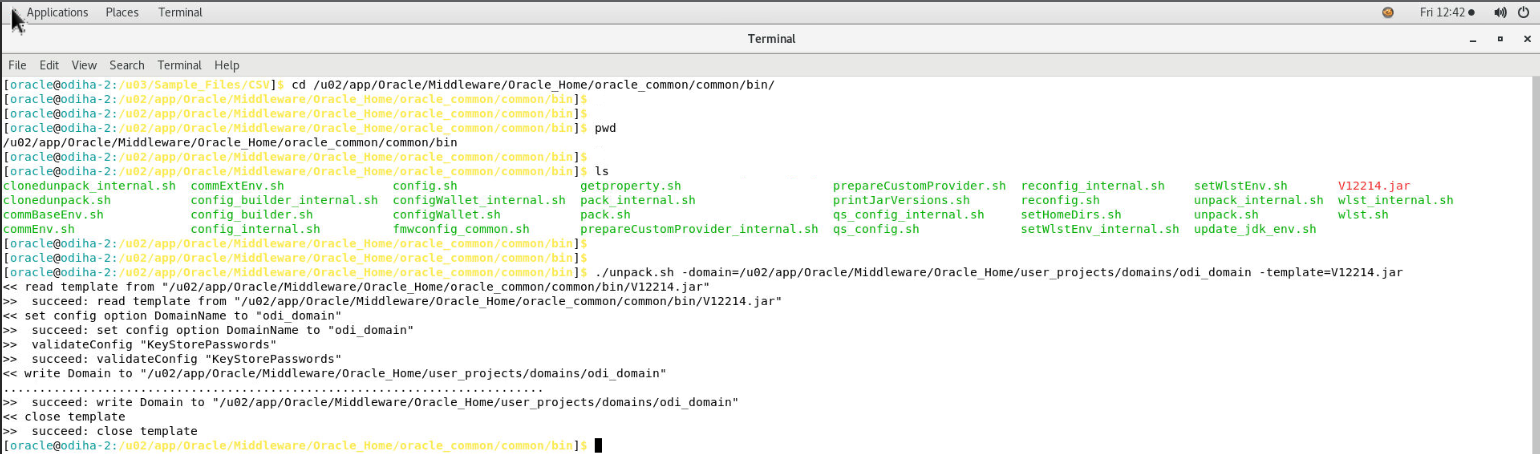 Applications Places Terminal Fri 12:42
Terminal
File Edit View Search Terminal Help
[oracle@odiha-2:/u03/Sample_Files/CSV]$ cd /u02/app/Oracle/Middleware/Oracle_Home/oracle_common/common/bin/
[oracle@odiha-2:/u02/app/Oracle/Middleware/Oracle_Home/oracle_common/common/bin]$
[oracle@odiha-2:/u02/app/Oracle/Middleware/Oracle_Home/oracle_common/common/bin]$
[oracle@odiha-2:/u02/app/Oracle/Middleware/Oracle_Home/oracle_common/common/bin]$ pwd
/u02/app/Oracle/Middleware/Oracle_Home/oracle_common/common/bin
[oracle@odiha-2:/u02/app/Oracle/Middleware/Oracle_Home/oracle_common/common/bin]$
[oracle@odiha-2:/u02/app/Oracle/Middleware/Oracle_Home/oracle_common/common/bin]$ ls
clonedunpack_internal.sh commExtEnv.sh config.sh getproperty.sh prepareCustomProvider.sh reconfig_internal.sh setWlstEnv.sh V12214.jar
clonedunpack.sh config_builder_internal.sh configWallet_internal.sh pack_internal.sh printJarVersions.sh reconfig.sh unpack_internal.sh wlst_internal.sh
commBaseEnv.sh config_builder.sh configWallet.sh pack.sh qs_config_internal.sh setHomeDirs.sh unpack.sh wlst.sh
commEnv.sh config_internal.sh fmwconfig_common.sh prepareCustomProvider_internal.sh qs_config.sh setWlstEnv_internal.sh update_jdk_env.sh
[oracle@odiha-2:/u02/app/Oracle/Middleware/Oracle_Home/oracle_common/common/bin]$
[oracle@odiha-2:/u02/app/Oracle/Middleware/Oracle_Home/oracle_common/common/bin]$
[oracle@odiha-2:/u02/app/Oracle/Middleware/Oracle_Home/oracle_common/common/bin]$ ./unpack.sh -domain=/u02/app/Oracle/Middleware/Oracle_Home/user_projects/domains/odi_domain -template=V12214.jar
<< read template from "/u02/app/Oracle/Middleware/Oracle_Home/oracle_common/common/bin/V12214.jar"
>>  succeed: read template from "/u02/app/Oracle/Middleware/Oracle_Home/oracle_common/common/bin/V12214.jar"
<< set config option DomainName to "odi_domain"
>>  succeed: set config option DomainName to "odi_domain"
>>  validateConfig "KeyStorePasswords"
>>  succeed: validateConfig "KeyStorePasswords"
<< write Domain to "/u02/app/Oracle/Middleware/Oracle_Home/user_projects/domains/odi_domain"
...........................................................................
>>  succeed: write Domain to "/u02/app/Oracle/Middleware/Oracle_Home/user_projects/domains/odi_domain"
<< close template
>>  succeed: close template
[oracle@odiha-2:/u02/app/Oracle/Middleware/Oracle_Home/oracle_common/common/bin]$